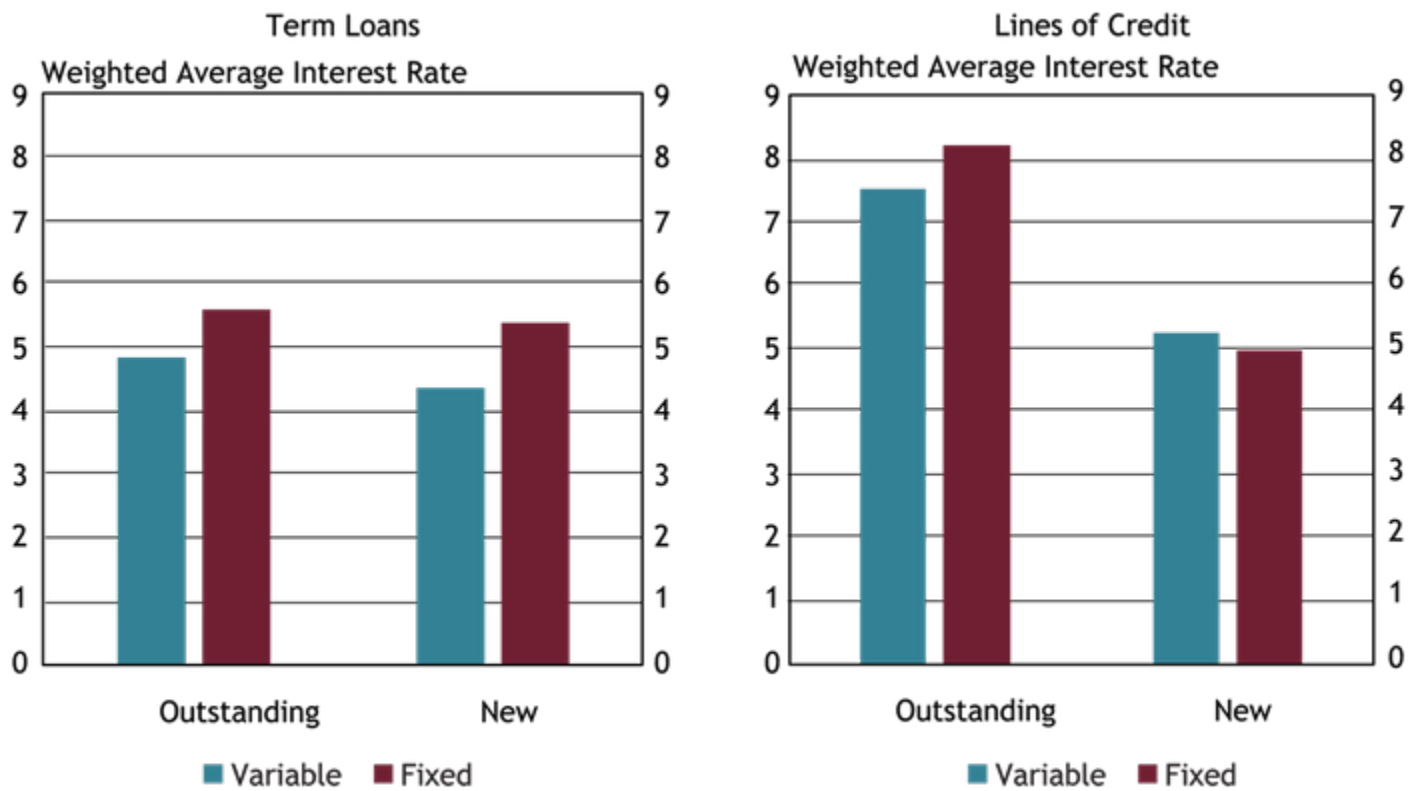 Term Loans
Weighted Average Interest Rate
9 9
8 8
7 7
6 6
5 5
4 4
3 3
2 2
1 1
0 0
Outstanding New
Variable Fixed
Lines of Credit
Weighted Average Interest Rate
9 9
8 8
7 7
6 6
5 5
4 4
3 3
2 2
1 1
0 0
Outstanding New
Variable Fixed